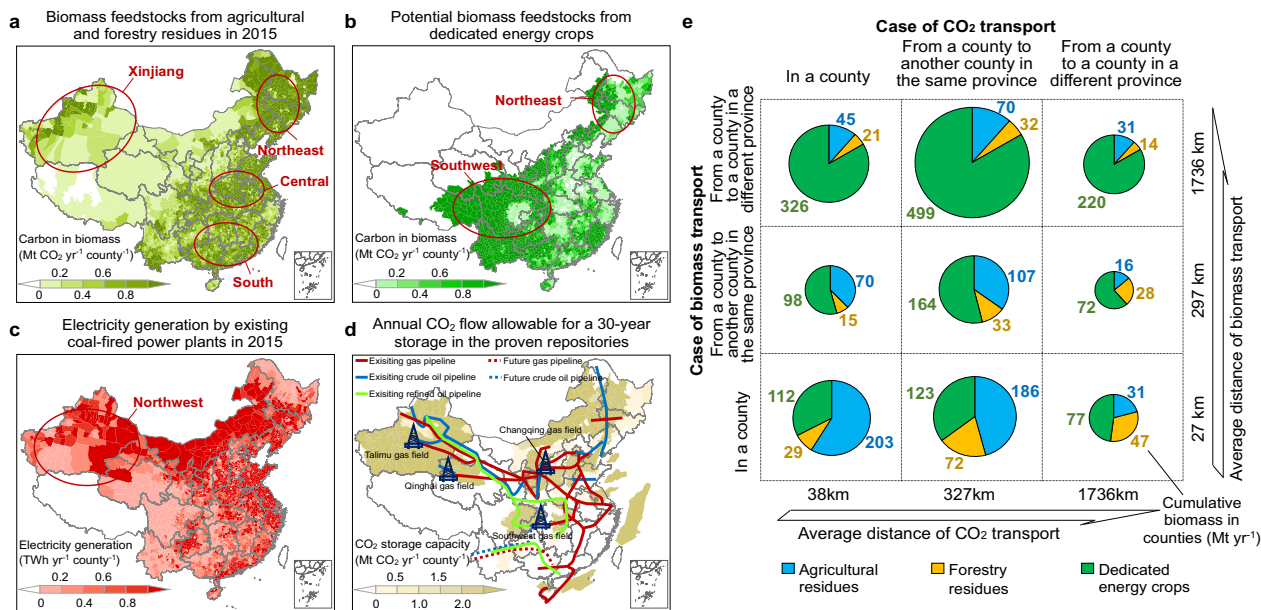 a
Biomass feedstocks from agricultural
and forestry residues in 2015
Xinjiang
Northeast
Central
South
Carbon in biomass
(Mt CO₂ yr⁻¹ county⁻¹)
0.2 0.6
0 0.4 0.8
b
Potential biomass feedstocks from
dedicated energy crops
Northeast
Southwest
Carbon in biomass
(Mt CO₂ yr⁻¹ county⁻¹)
0.2 0.6
0 0.4 0.8
c
Electricity generation by existing
coal-fired power plants in 2015
Northwest
Electricity generation
(TWh yr⁻¹ county⁻¹)
0.2 0.6
0 0.4 0.8
d
Annual CO₂ flow allowable for a 30-year
storage in the proven repositories
Exisiting gas pipeline
Future gas pipeline
Exisiting crude oil pipeline
Future crude oil pipeline
Exisiting refined oil pipeline
Changqing gas field
Talimu gas field
Qinghai gas field
Southwest gas field
CO₂ storage capacity
(Mt CO₂ yr⁻¹ county⁻¹)
0.5 1.5
0 1.0 2.0
e
Case of CO₂ transport
In a county
From a county to
another county in
the same province
From a county
to a county in a
different province
Case of biomass transport
From a county
to a county in a
different province
45
21
326
70
32
499
31
14
220
1736 km
From a county to
another county in
the same province
70
15
98
107
33
164
16
28
72
297 km
In a county
112
29
203
123
72
186
31
77
47
27 km
Average distance of biomass transport
38km
327km
1736km
Average distance of CO₂ transport
Cumulative
biomass in
counties (Mt yr⁻¹)
Agricultural
residues
Forestry
residues
Dedicated
energy crops